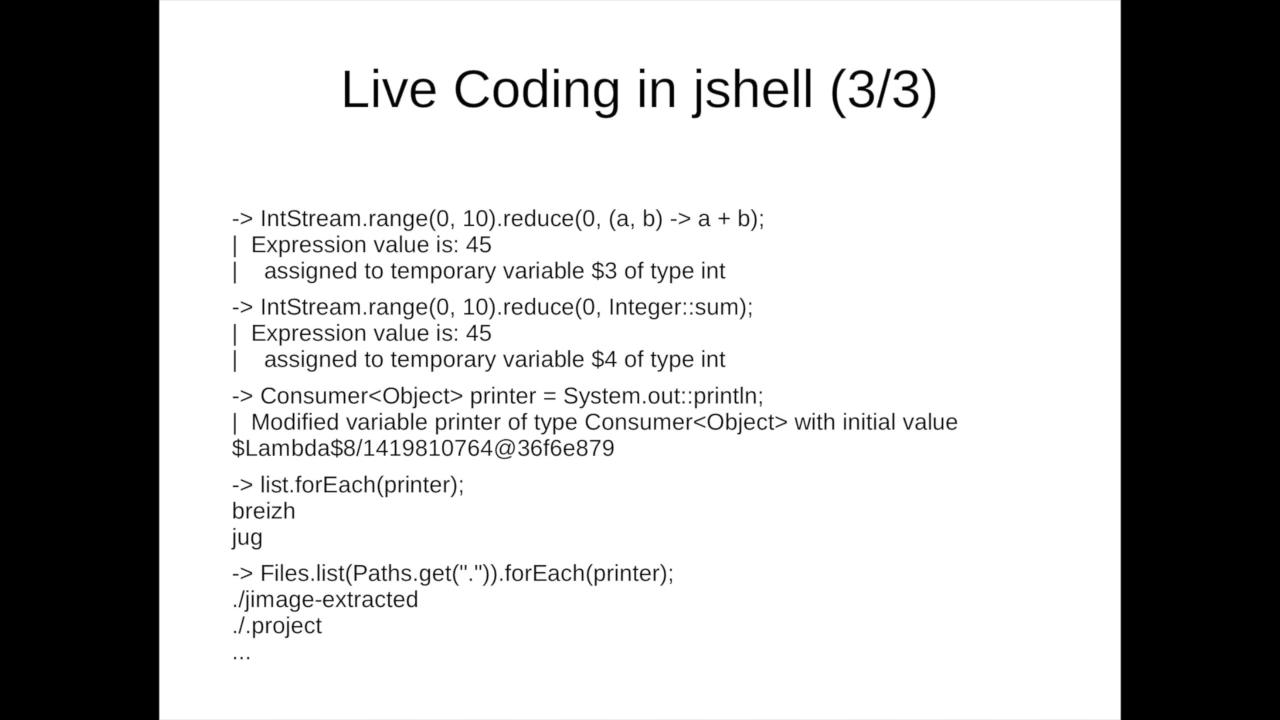 Live Coding in jshell (3/3)
-> IntStream.range(0, 10).reduce(0, (a, b) -> a + b);
|  Expression value is: 45
|    assigned to temporary variable $3 of type int
-> IntStream.range(0, 10).reduce(0, Integer::sum);
|  Expression value is: 45
|    assigned to temporary variable $4 of type int
-> Consumer<Object> printer = System.out::println;
|  Modified variable printer of type Consumer<Object> with initial value
$Lambda$8/1419810764@36f6e879
-> list.forEach(printer);
breizh
jug
-> Files.list(Paths.get(".")).forEach(printer);
./jimage-extracted
./.project
...